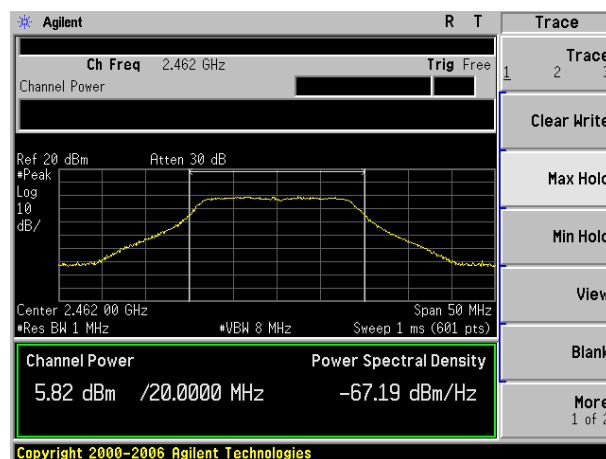 Agilent R T Trace
Ch Freq 2.462 GHz Trig Free
Channel Power
Trace
1 2 3
Clear Write
Max Hold
Min Hold
View
Blank
More
1 of 2
Ref 20 dBm Atten 30 dB
#Peak
Log
10
dB/
Center 2.462 00 GHz Span 50 MHz
#Res BW 1 MHz #VBW 8 MHz Sweep 1 ms (601 pts)
Channel Power Power Spectral Density
5.82 dBm /20.0000 MHz -67.19 dBm/Hz
Copyright 2000-2006 Agilent Technologies